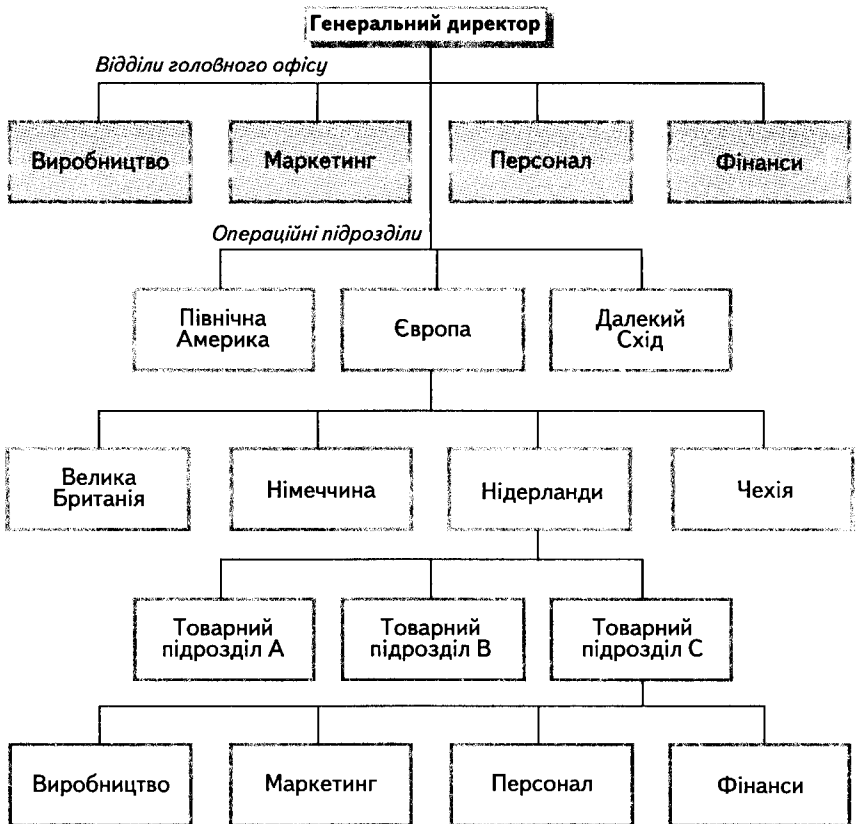 Генеральний директор
Відділи головного офісу
Виробництво
Маркетинг
Персонал
Фінанси
Операційні підрозділи
Північна
Америка
Європа
Далекий
Схід
Велика
Британія
Німеччина
Нідерланди
Чехія
Товарний
підрозділ А
Товарний
підрозділ В
Товарний
підрозділ С
Виробництво
Маркетинг
Персонал
Фінанси